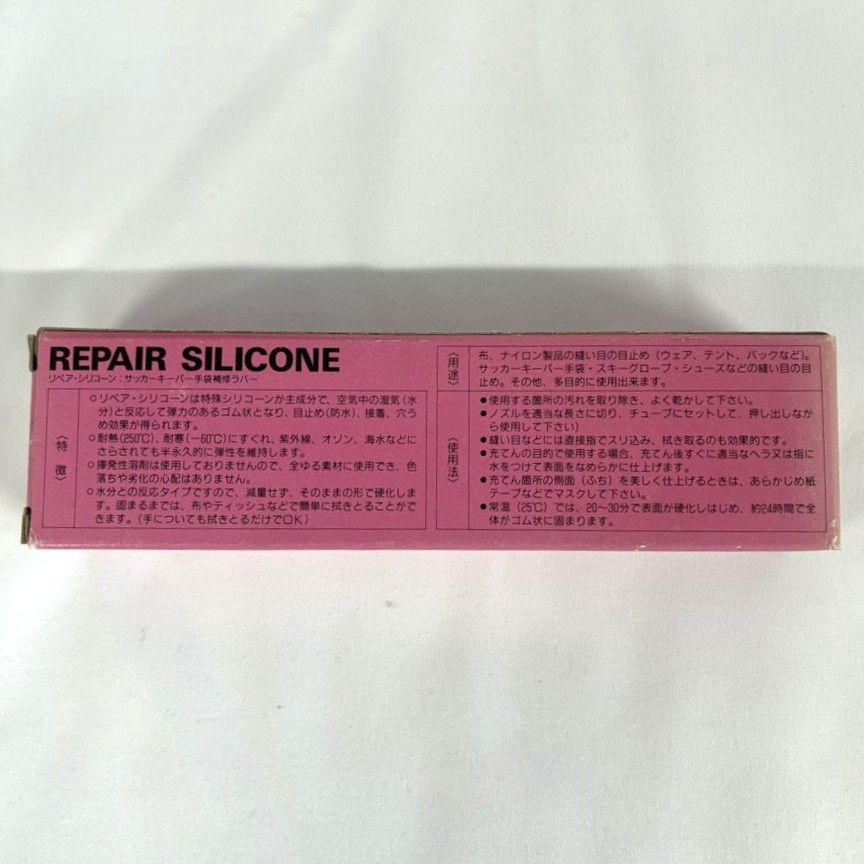 REPAIR SILICONE
リペア・シリコーン:サッカーキーパー手袋補修ラバー
〈特徴〉
○リペア・シリコーンは特殊シリコーンが主成分で、空気中の湿気(水
分)と反応して弾力のあるゴム状となり、目止め(防水)、接着、穴う
め効果が得られます。
○耐熱(250℃)、耐寒(−60℃)にすぐれ、紫外線、オゾン、海水などに
さらされても半永久的に弾性を維持します。
○揮発性溶剤は使用しておりませんので、全ゆる素材に使用でき、色
落ちや劣化の心配はありません。
○水分との反応タイプですので、減量せず、そのままの形で硬化しま
す。固まるまでは、布やティッシュなどで簡単に拭きとることがで
きます。(手についても拭きとるだけでOK)
〈用途〉
布、ナイロン製品の縫い目の目止め(ウェア、テント、バックなど)。
サッカーキーパー手袋・スキーグローブ・シューズなどの縫い目の目
止め。その他、多目的に使用出来ます。
〈使用法〉
●使用する箇所の汚れを取り除き、よく乾かして下さい。
●ノズルを適当な長さに切り、チューブにセットして、押し出しなが
ら使用して下さい)
●縫い目などには直接指でスリ込み、拭き取るのも効果的です。
●充てんの目的で使用する場合、充てん後すぐに適当なヘラ又は指に
水をつけて表面をなめらかに仕上げます。
●充てん箇所の側面(ふち)を美しく仕上げるときは、あらかじめ紙
テープなどでマスクして下さい。
●常温(25℃)では、20〜30分で表面が硬化しはじめ、約24時間で全
体がゴム状に固まります。